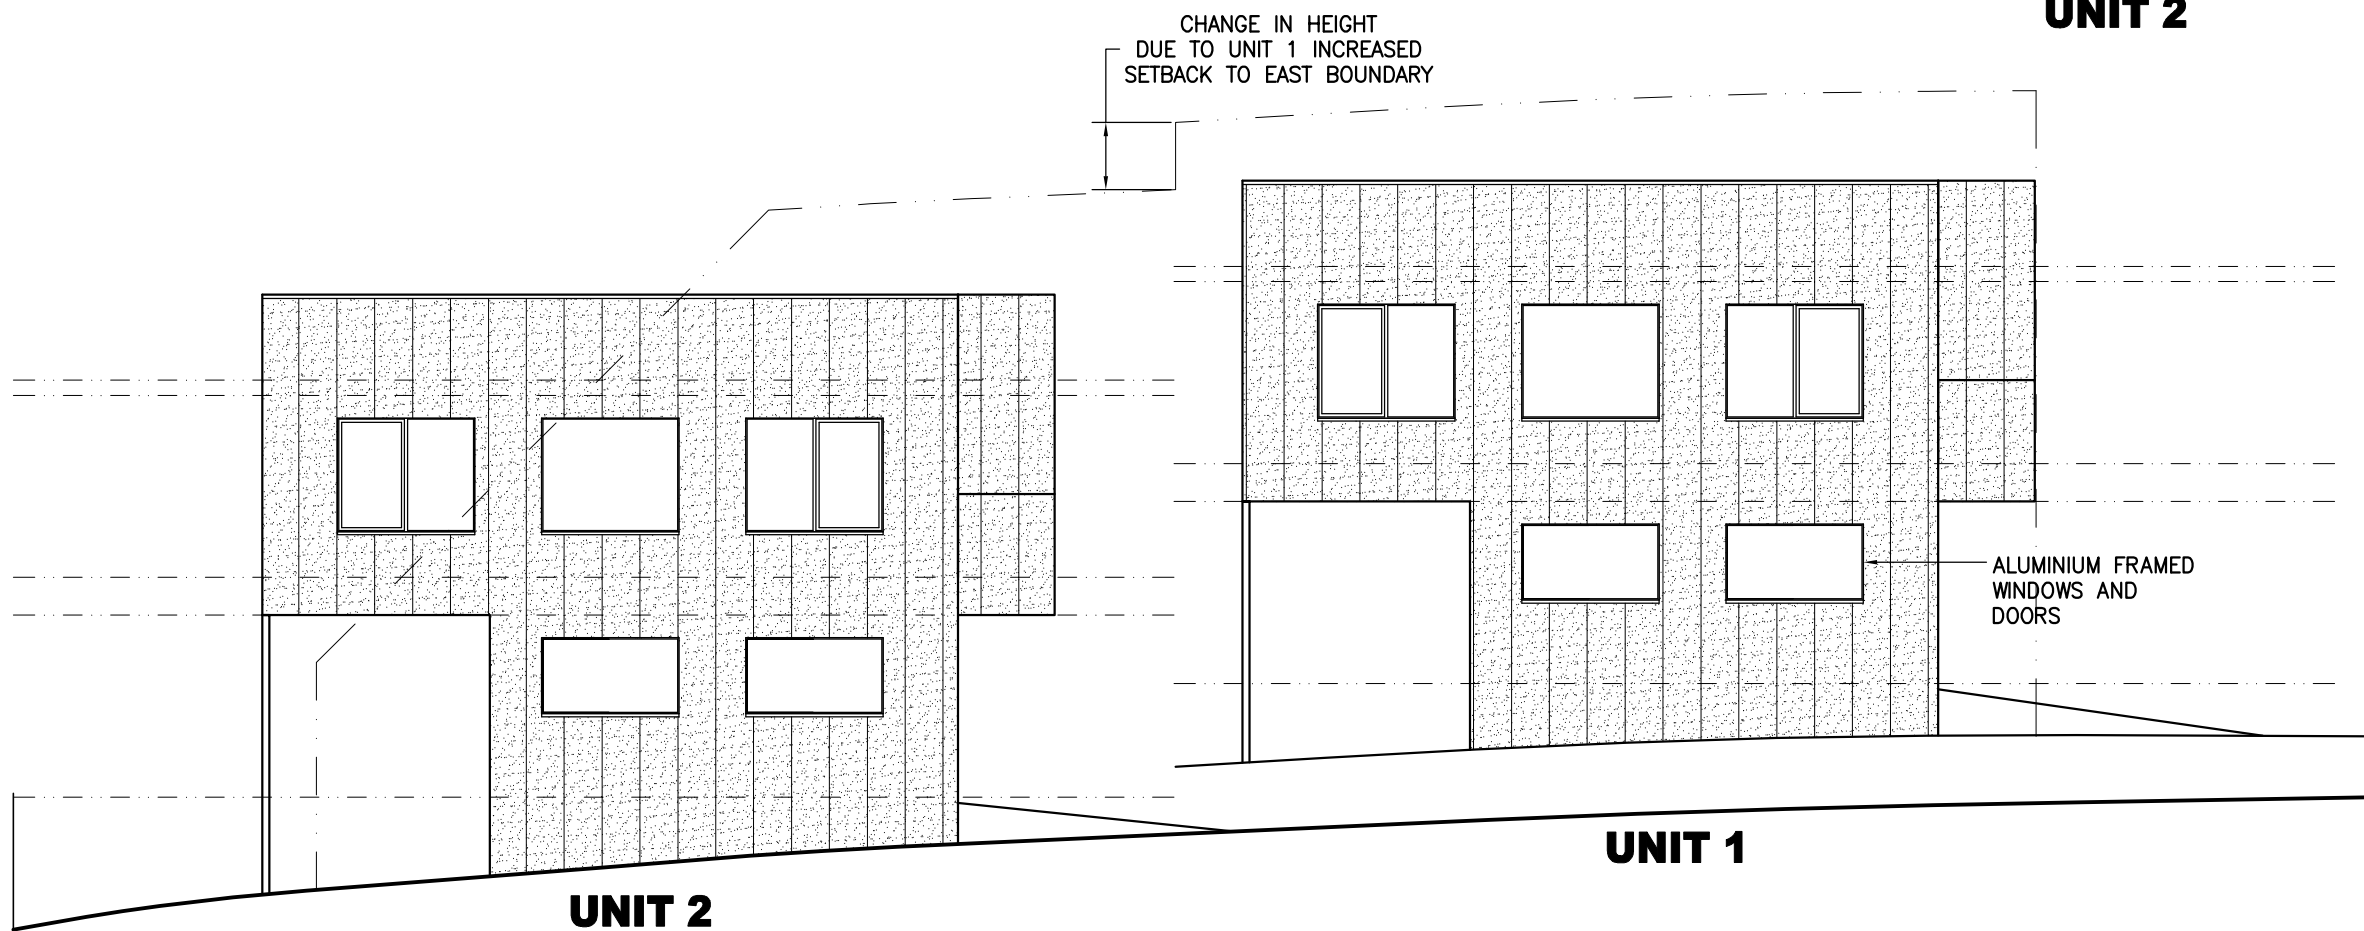 UNIT 2
CHANGE IN HEIGHT
DUE TO UNIT 1 INCREASED
SETBACK TO EAST BOUNDARY
ALUMINIUM FRAMED
WINDOWS AND
DOORS
UNIT 1
UNIT 2